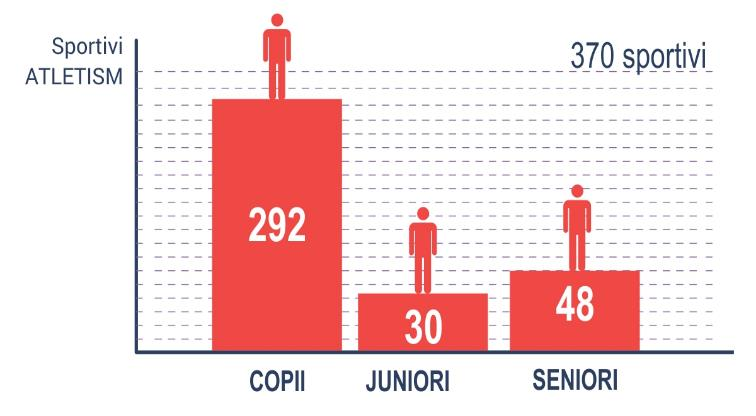 Sportivi
ATLETISM
370 sportivi
292
30
48
COPII
JUNIORI
SENIORI